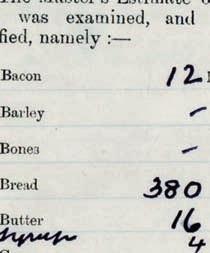 was examined, and
fied, namely :—
Bacon 12
Barley -
Bones -
Bread 380
Butter 16
Syrup 4